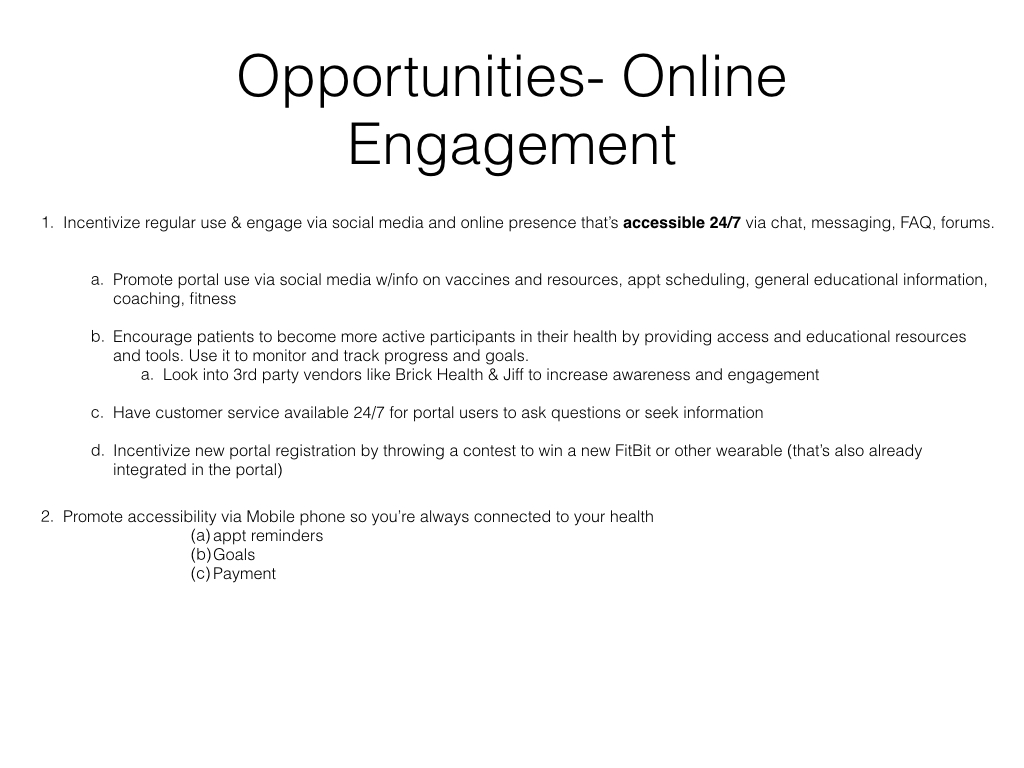 Opportunities- Online
Engagement
1. Incentivize regular use & engage via social media and online presence that's accessible 24/7 via chat, messaging, FAQ, forums.
a. Promote portal use via social media w/info on vaccines and resources, appt scheduling, general educational information,
coaching, fitness
b. Encourage patients to become more active participants in their health by providing access and educational resources
and tools. Use it to monitor and track progress and goals.
a. Look into 3rd party vendors like Brick Health & Jiff to increase awareness and engagement
c. Have customer service available 24/7 for portal users to ask questions or seek information
d. Incentivize new portal registration by throwing a contest to win a new FitBit or other wearable (that's also already
integrated in the portal)
2. Promote accessibility via Mobile phone so you're always connected to your health
(a) appt reminders
(b) Goals
(c) Payment